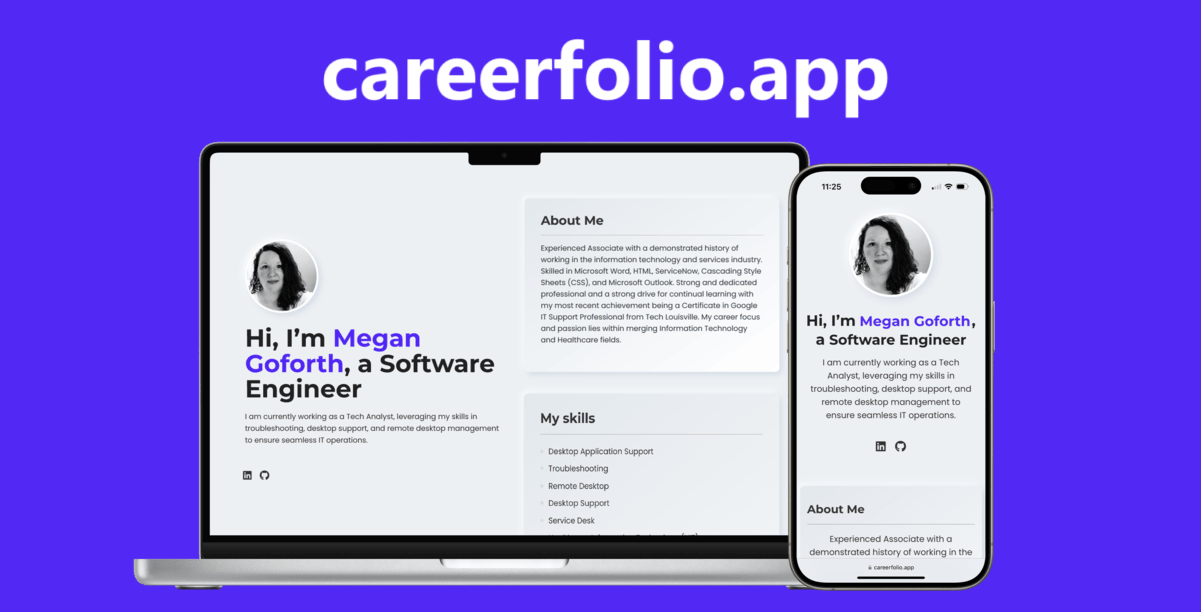 careerfolio.app
Hi, I'm Megan
Goforth, a Software
Engineer
I am currently working as a Tech Analyst, leveraging my skills in
troubleshooting, desktop support, and remote desktop management
to ensure seamless IT operations.
About Me
Experienced Associate with a demonstrated history of
working in the information technology and services industry.
Skilled in Microsoft Word, HTML, ServiceNow, Cascading Style
Sheets (CSS), and Microsoft Outlook. Strong and dedicated
professional and a strong drive for continual learning with
my most recent achievement being a Certificate in Google
IT Support Professional from Tech Louisville. My career focus
and passion lies within merging Information Technology
and Healthcare fields.
My skills
Desktop Application Support
Troubleshooting
Remote Desktop
Desktop Support
Service Desk
11:25
Hi, I'm Megan Goforth,
a Software Engineer
I am currently working as a Tech
Analyst, leveraging my skills in
troubleshooting, desktop support, and
remote desktop management to
ensure seamless IT operations.
About Me
Experienced Associate with a
demonstrated history of working in the
careerfolio.app